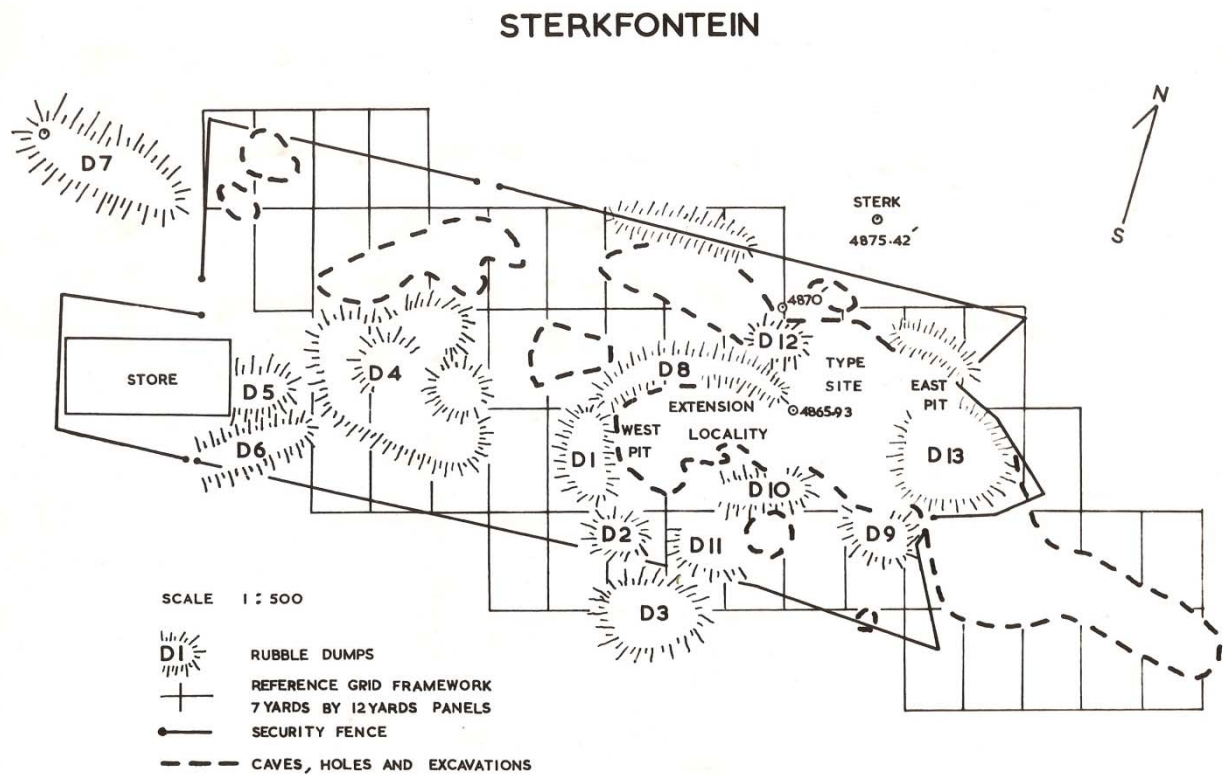 STERKFONTEIN
N
S
D7
STERK
4875·42'
4870
D12
TYPE
SITE
STORE
D5
D4
D8
EXTENSION
LOCALITY
4865·93
EAST
PIT
D6
D1
WEST
PIT
D13
D10
D2
D11
D9
D3
SCALE 1:500
D1 RUBBLE DUMPS
REFERENCE GRID FRAMEWORK
7 YARDS BY 12 YARDS PANELS
SECURITY FENCE
CAVES, HOLES AND EXCAVATIONS